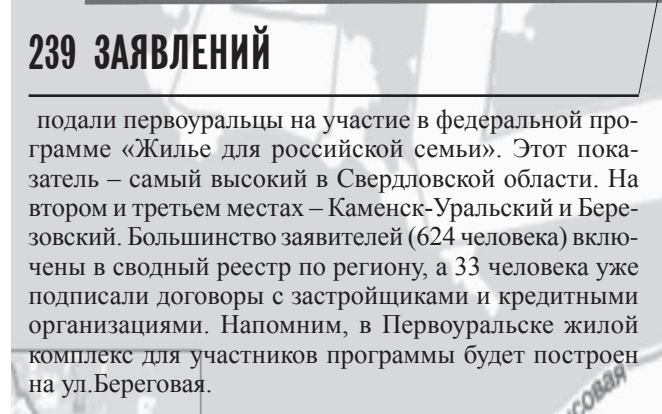 239 ЗАЯВЛЕНИЙ
подали первоуральцы на участие в федеральной про-
грамме «Жилье для российской семьи». Этот пока-
затель – самый высокий в Свердловской области. На
втором и третьем местах – Каменск-Уральский и Бере-
зовский. Большинство заявителей (624 человека) вклю-
чены в сводный реестр по региону, а 33 человека уже
подписали договоры с застройщиками и кредитными
организациями. Напомним, в Первоуральске жилой
комплекс для участников программы будет построен
на ул.Береговая.